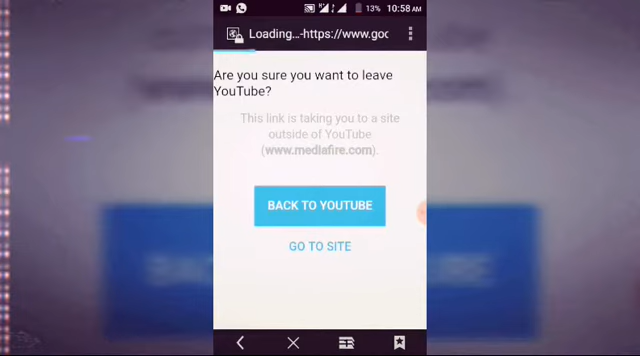 13% 10:58 AM
Loading...-https://www.goo
Are you sure you want to leave
YouTube?
This link is taking you to a site
outside of YouTube
(www.mediafire.com).
BACK TO YOUTUBE
GO TO SITE